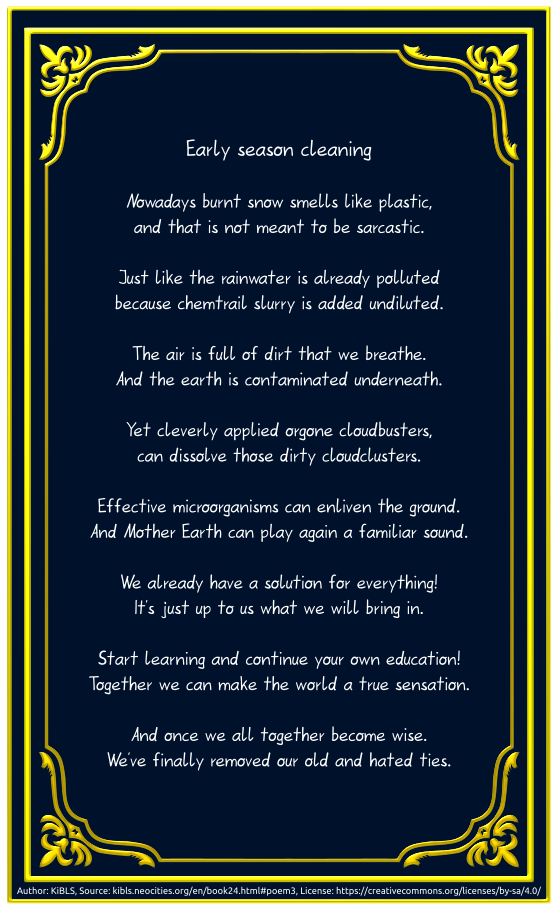 Early season cleaning
Nowadays burnt snow smells like plastic,
and that is not meant to be sarcastic.
Just like the rainwater is already polluted
because chemtrail slurry is added undiluted.
The air is full of dirt that we breathe.
And the earth is contaminated underneath.
Yet cleverly applied orgone cloudbusters,
can dissolve those dirty cloudclusters.
Effective microorganisms can enliven the ground.
And Mother Earth can play again a familiar sound.
We already have a solution for everything!
It's just up to us what we will bring in.
Start learning and continue your own education!
Together we can make the world a true sensation.
And once we all together become wise.
We've finally removed our old and hated ties.
Author: KiBLS, Source: kibls.neocities.org/en/book24.html#poem3, License: https://creativecommons.org/licenses/by-sa/4.0/